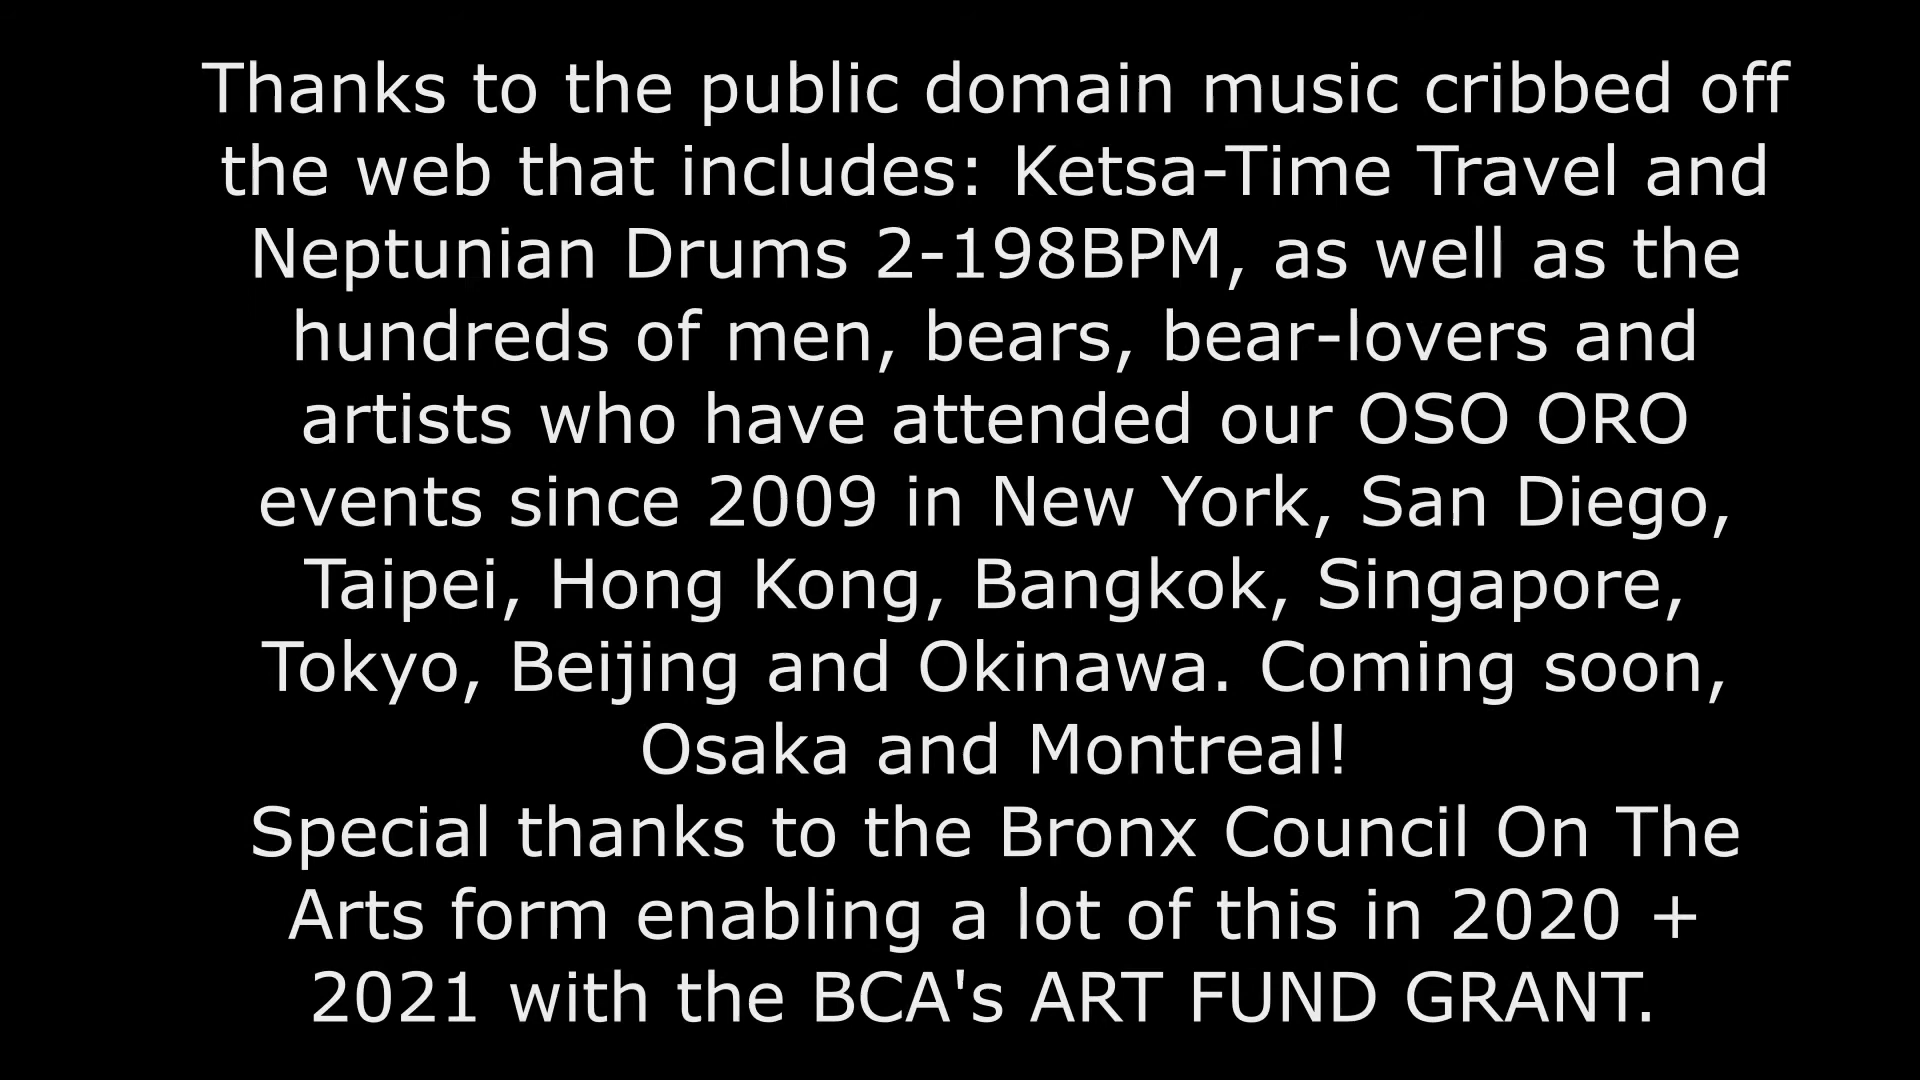 Thanks to the public domain music cribbed off
the web that includes: Ketsa-Time Travel and
Neptunian Drums 2-198BPM, as well as the
hundreds of men, bears, bear-lovers and
artists who have attended our OSO ORO
events since 2009 in New York, San Diego,
Taipei, Hong Kong, Bangkok, Singapore,
Tokyo, Beijing and Okinawa. Coming soon,
Osaka and Montreal!
Special thanks to the Bronx Council On The
Arts form enabling a lot of this in 2020 +
2021 with the BCA's ART FUND GRANT.